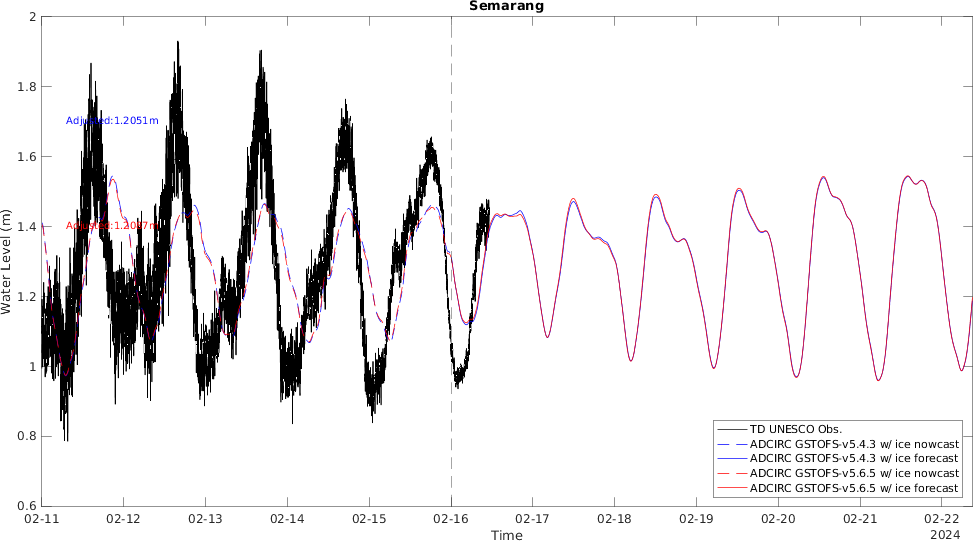 Semarang
2
1.8
1.6
1.4
1.2
1
0.8
0.6
Water Level (m)
Adjusted:1.2051m
02-11
02-12
02-13
02-14
02-15
02-16
02-17
02-18
02-19
02-20
02-21
02-22
2024
Time
TD UNESCO Obs.
ADCIRC GSTOFS-v5.4.3 w/ ice nowcast
ADCIRC GSTOFS-v5.4.3 w/ ice forecast
ADCIRC GSTOFS-v5.6.5 w/ ice nowcast
ADCIRC GSTOFS-v5.6.5 w/ ice forecast